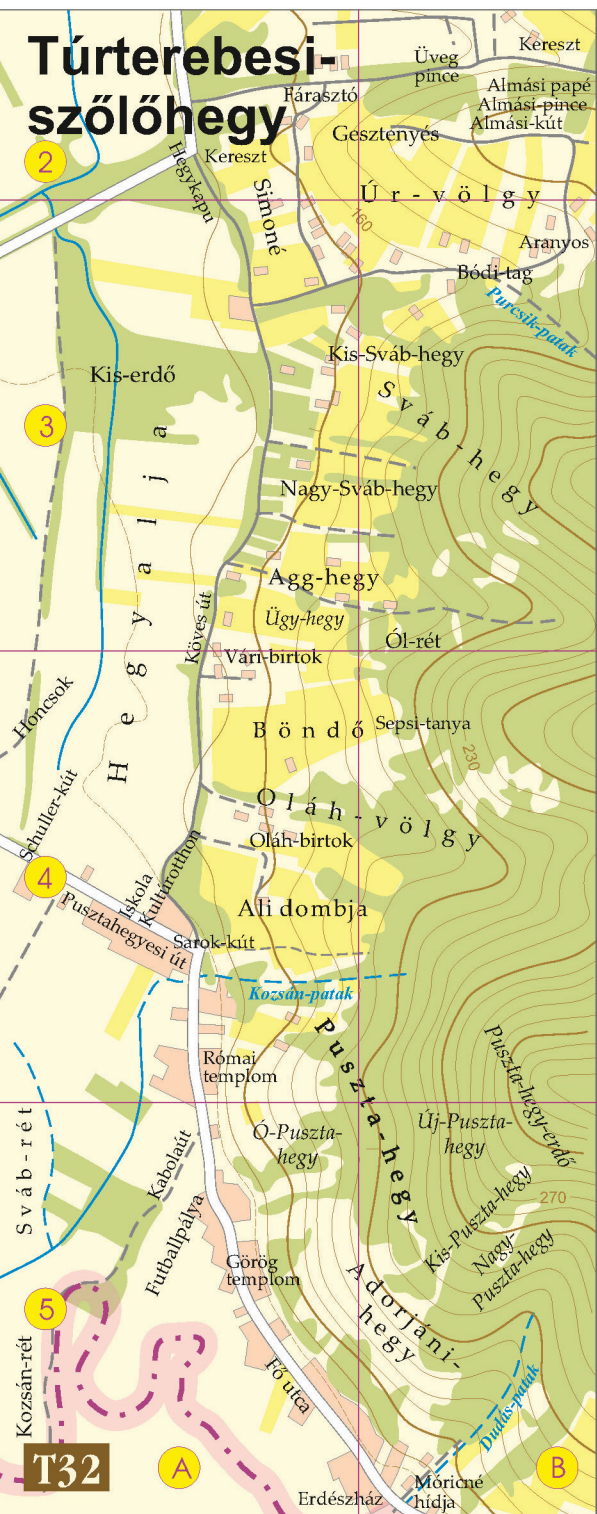 Túrterebesi-
szőlőhegy
Kereszt
Üveg
pince
Fárasztó
Almási papé
Almási-pince
Almási-kút
Gesztenyés
2
Kereszt
Hegykapu
Simoné
Úr-völgy
160
Aranyos
Bódi-tag
Purcsik-patak
Kis-Sváb-hegy
Kis-erdő
Sváb-hegy
3
Hegyalja
Nagy-Sváb-hegy
Agg-hegy
Ügy-hegy
Köves út
Ól-rét
Vári-birtok
Honcsok
Böndő
Sepsi-tanya
230
Oláh-völgy
Schuller-kút
Oláh-birtok
4
Iskola
Kultúrotthon
Pusztahegyesi út
Ali dombja
Sarok-kút
Kozsán-patak
Puszta-hegy
Római
templom
Puszta-hegy-erdő
Sváb-rét
Ó-Puszta-
hegy
Új-Puszta-
hegy
Kabolaút
Kis-Puszta-hegy
270
Nagy-
Puszta-hegy
Futballpálya
Görög
templom
Adorjáni-
hegy
5
Kozsán-rét
Fő utca
Dudás-patak
T32
A
B
Erdészház
Móricné
hídja